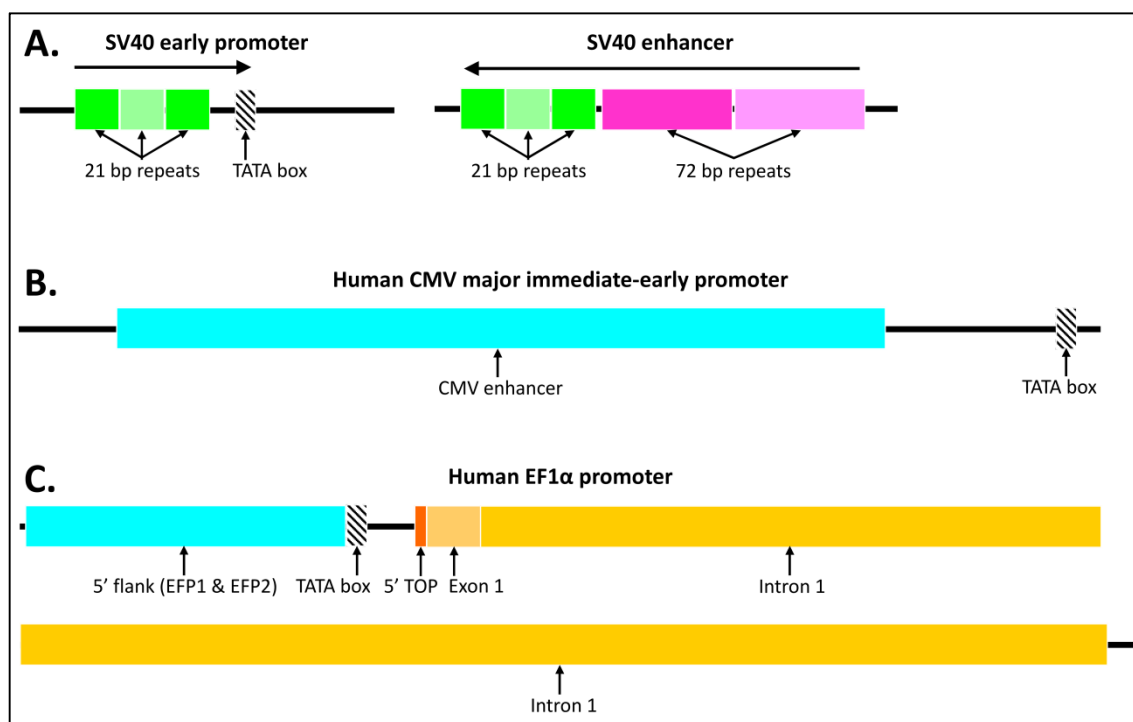 A.
SV40 early promoter
SV40 enhancer
21 bp repeats
TATA box
21 bp repeats
72 bp repeats
B.
Human CMV major immediate-early promoter
CMV enhancer
TATA box
C.
Human EF1α promoter
5’ flank (EFP1 & EFP2)
TATA box
5’ TOP
Exon 1
Intron 1
Intron 1